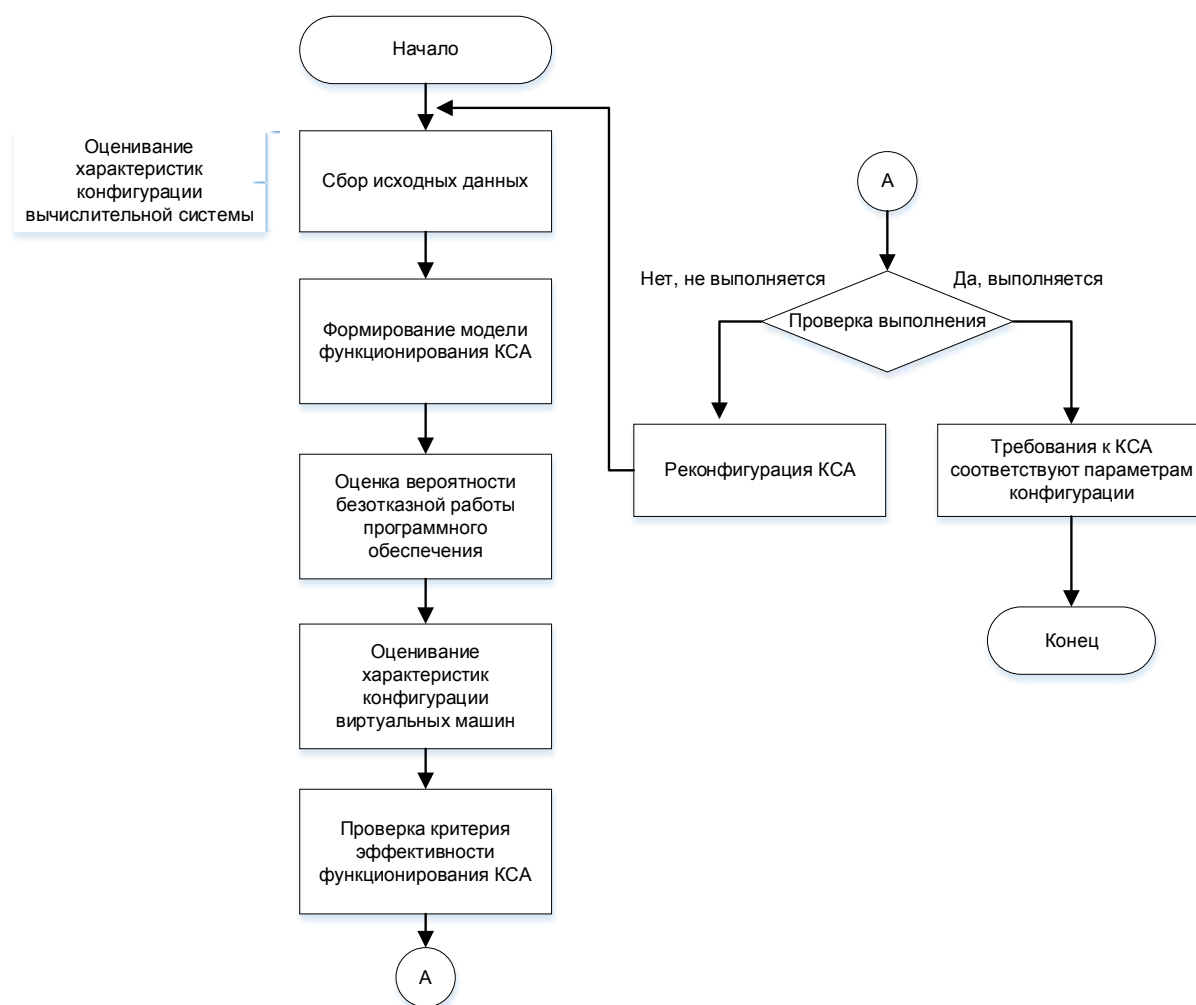 Начало
Оценивание
характеристик
конфигурации
вычислительной системы
Сбор исходных данных
Формирование модели
функционирования КСА
Оценка вероятности
безотказной работы
программного
обеспечения
Оценивание
характеристик
конфигурации
виртуальных машин
Проверка критерия
эффективности
функционирования КСА
А
А
Нет, не выполняется
Да, выполняется
Проверка выполнения
Реконфигурация КСА
Требования к КСА
соответствуют параметрам
конфигурации
Конец